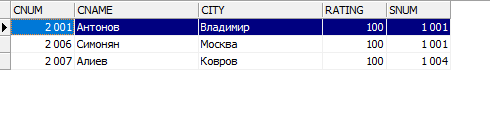 CNUM CNAME CITY RATING SNUM
2 001 Антонов Владимир 100 1 001
2 006 Симонян Москва 100 1 001
2 007 Алиев Ковров 100 1 004